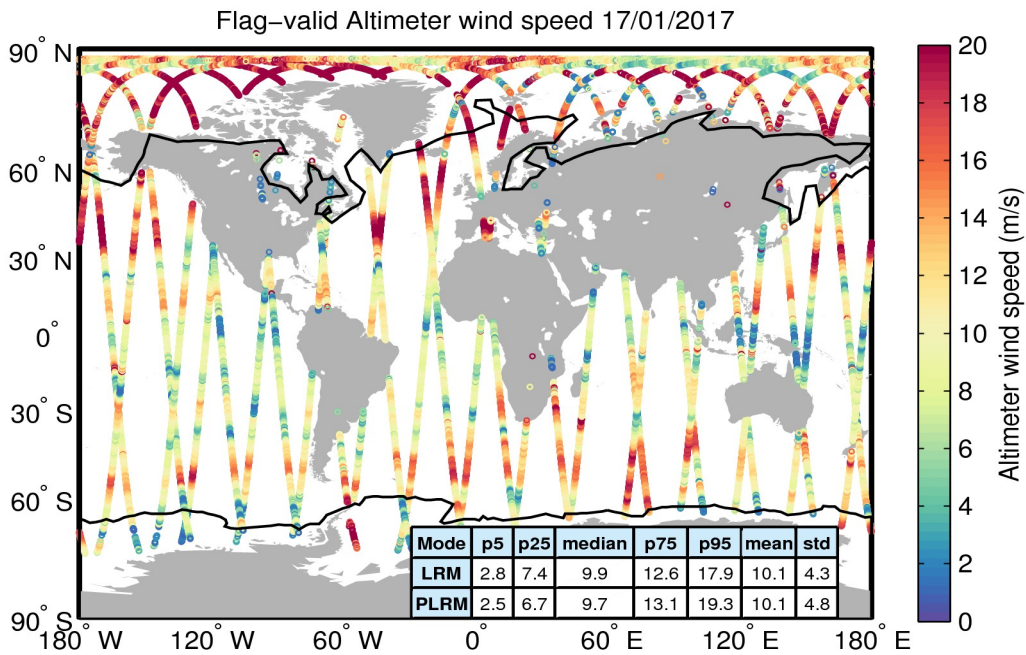 Flag−valid Altimeter wind speed 17/01/2017
90° N
60° N
30° N
0°
30° S
60° S
90° S
180° W
120° W
60° W
0°
60° E
120° E
180° E
Mode p5 p25 median p75 p95 mean std
LRM 2.8 7.4 9.9 12.6 17.9 10.1 4.3
PLRM 2.5 6.7 9.7 13.1 19.3 10.1 4.8
20
18
16
14
12
10
8
6
4
2
0
Altimeter wind speed (m/s)